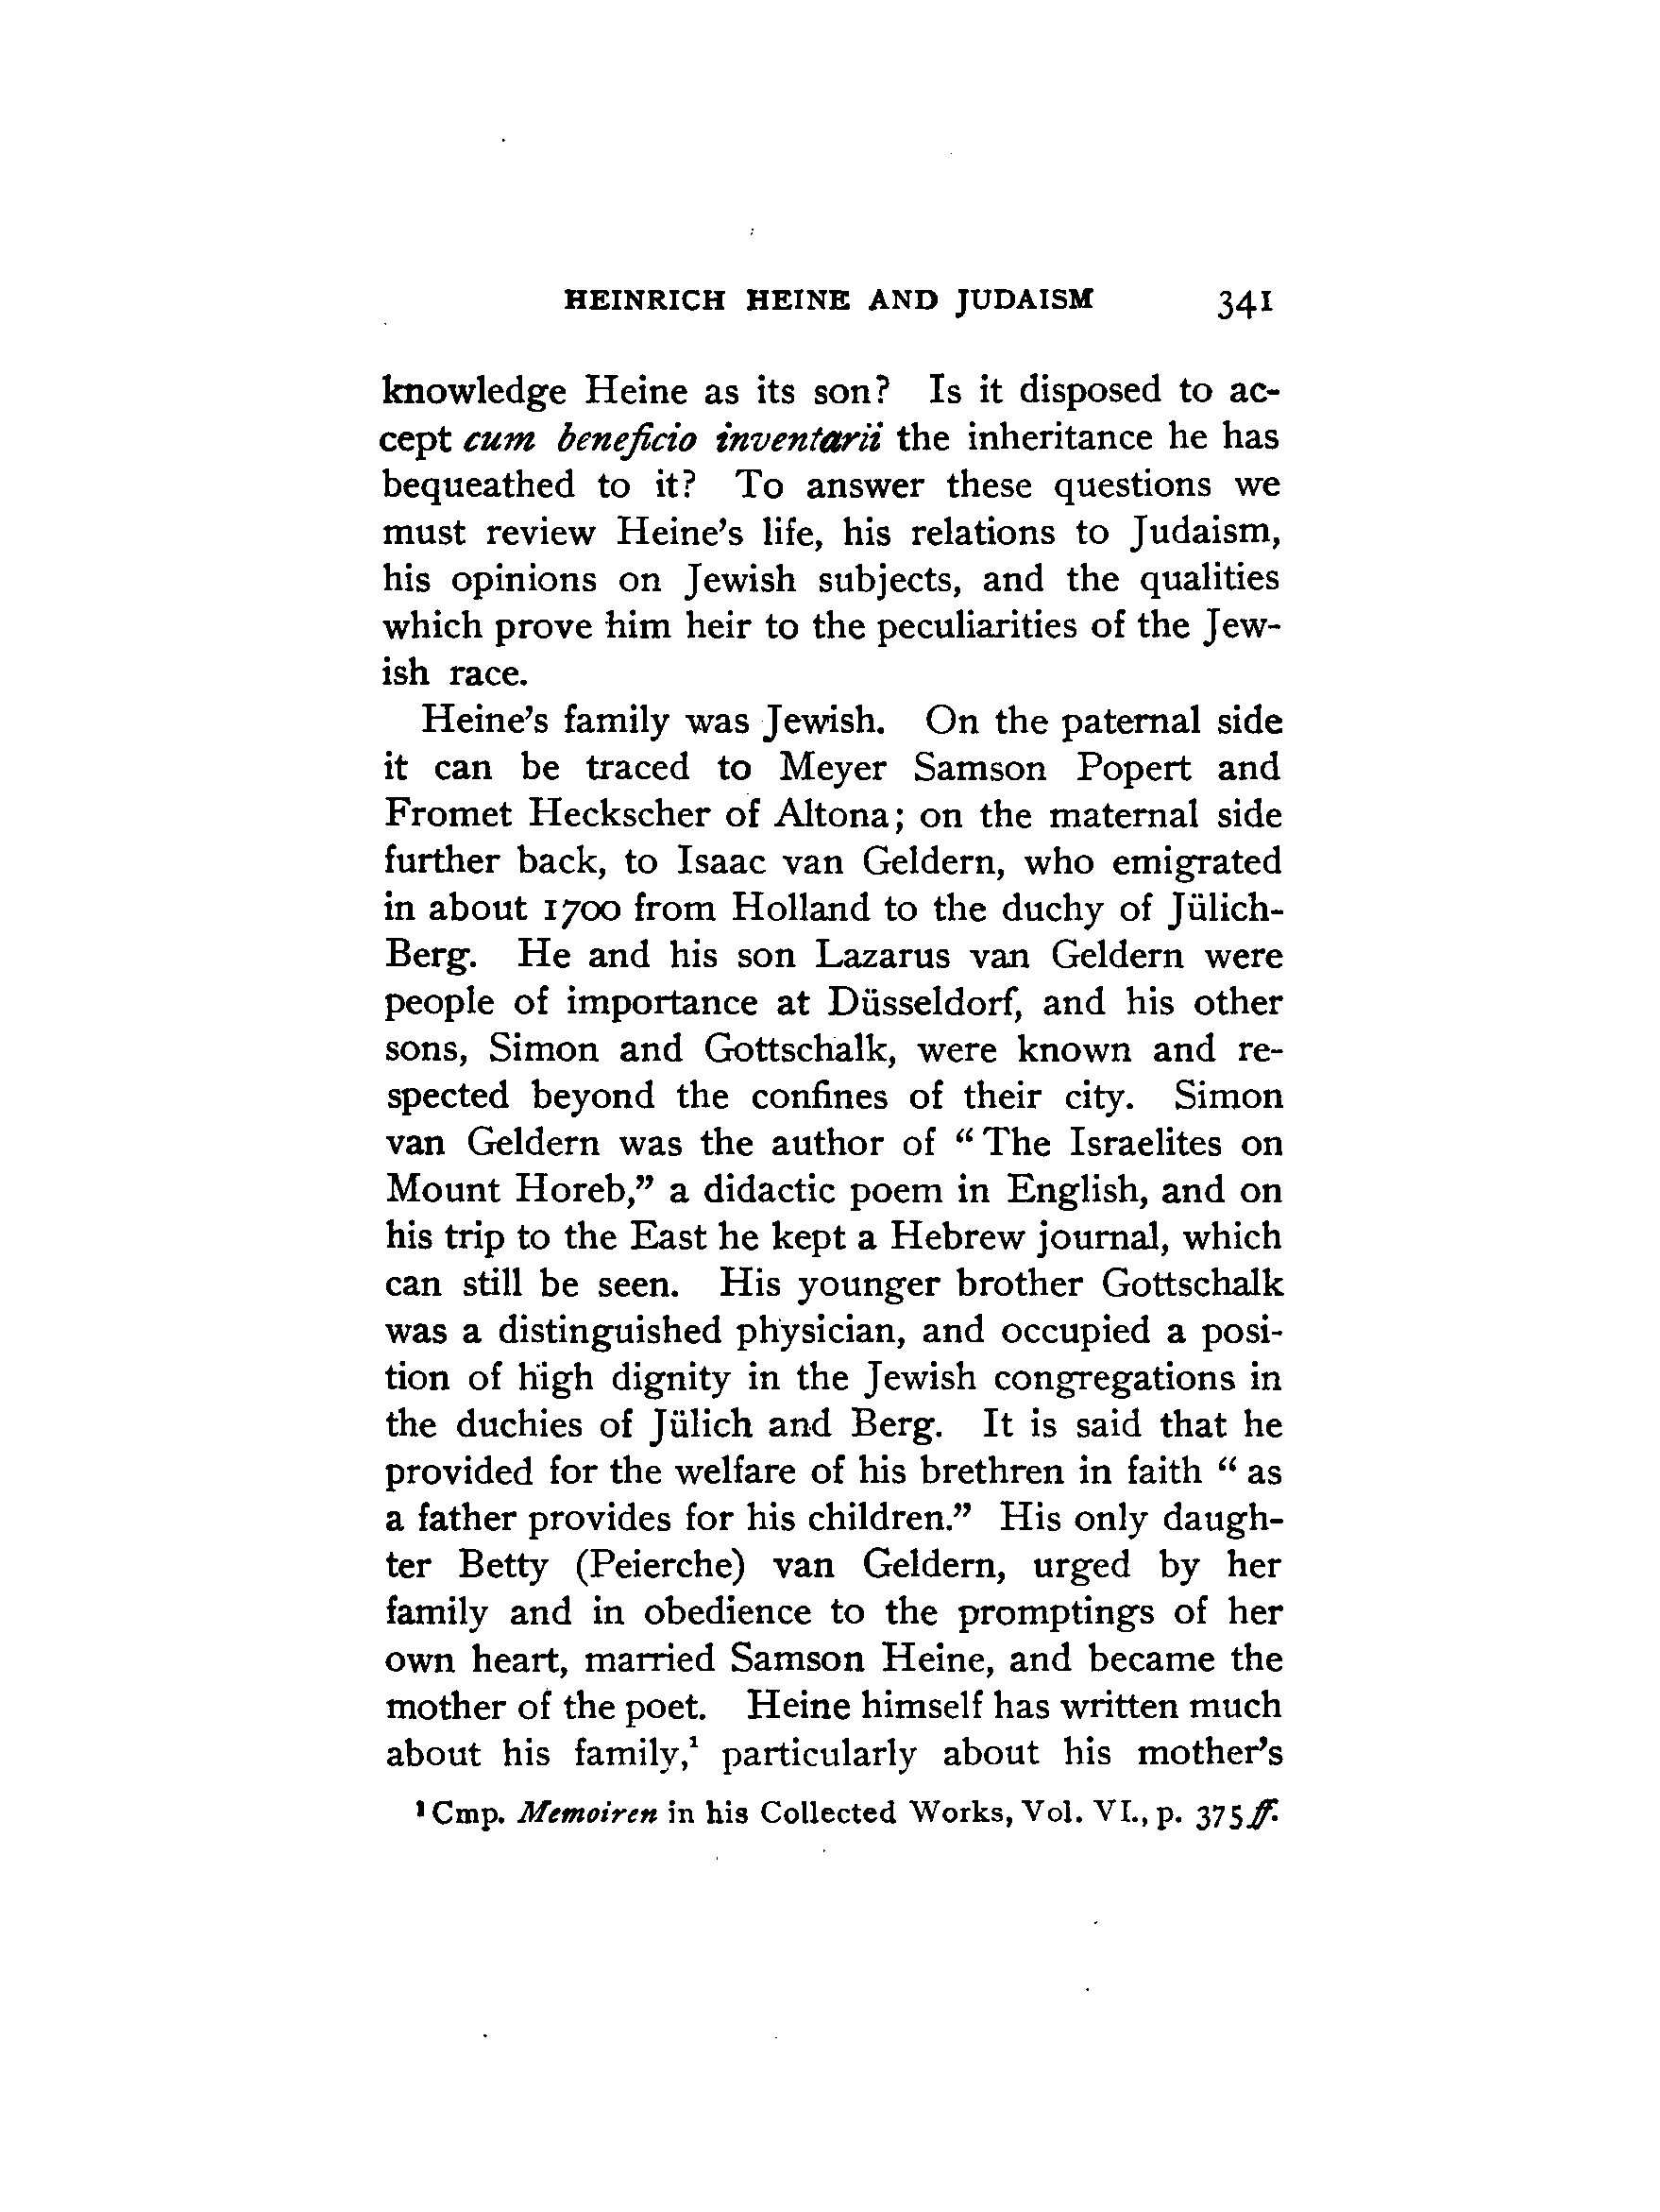 HEINRICH HEINE AND JUDAISM 341
knowledge Heine as its son? Is it disposed to ac-
cept cum beneficio inventarii the inheritance he has
bequeathed to it? To answer these questions we
must review Heine's life, his relations to Judaism,
his opinions on Jewish subjects, and the qualities
which prove him heir to the peculiarities of the Jew-
ish race.
Heine's family was Jewish. On the paternal side
it can be traced to Meyer Samson Popert and
Fromet Heckscher of Altona; on the maternal side
further back, to Isaac van Geldern, who emigrated
in about 1700 from Holland to the duchy of Jülich-
Berg. He and his son Lazarus van Geldern were
people of importance at Düsseldorf, and his other
sons, Simon and Gottschalk, were known and re-
spected beyond the confines of their city. Simon
van Geldern was the author of “ The Israelites on
Mount Horeb,” a didactic poem in English, and on
his trip to the East he kept a Hebrew journal, which
can still be seen. His younger brother Gottschalk
was a distinguished physician, and occupied a posi-
tion of high dignity in the Jewish congregations in
the duchies of Jülich and Berg. It is said that he
provided for the welfare of his brethren in faith “ as
a father provides for his children.” His only daugh-
ter Betty (Peierche) van Geldern, urged by her
family and in obedience to the promptings of her
own heart, married Samson Heine, and became the
mother of the poet. Heine himself has written much
about his family,¹ particularly about his mother's
¹ Cmp. Memoiren in his Collected Works, Vol. VI., p. 375 ff.